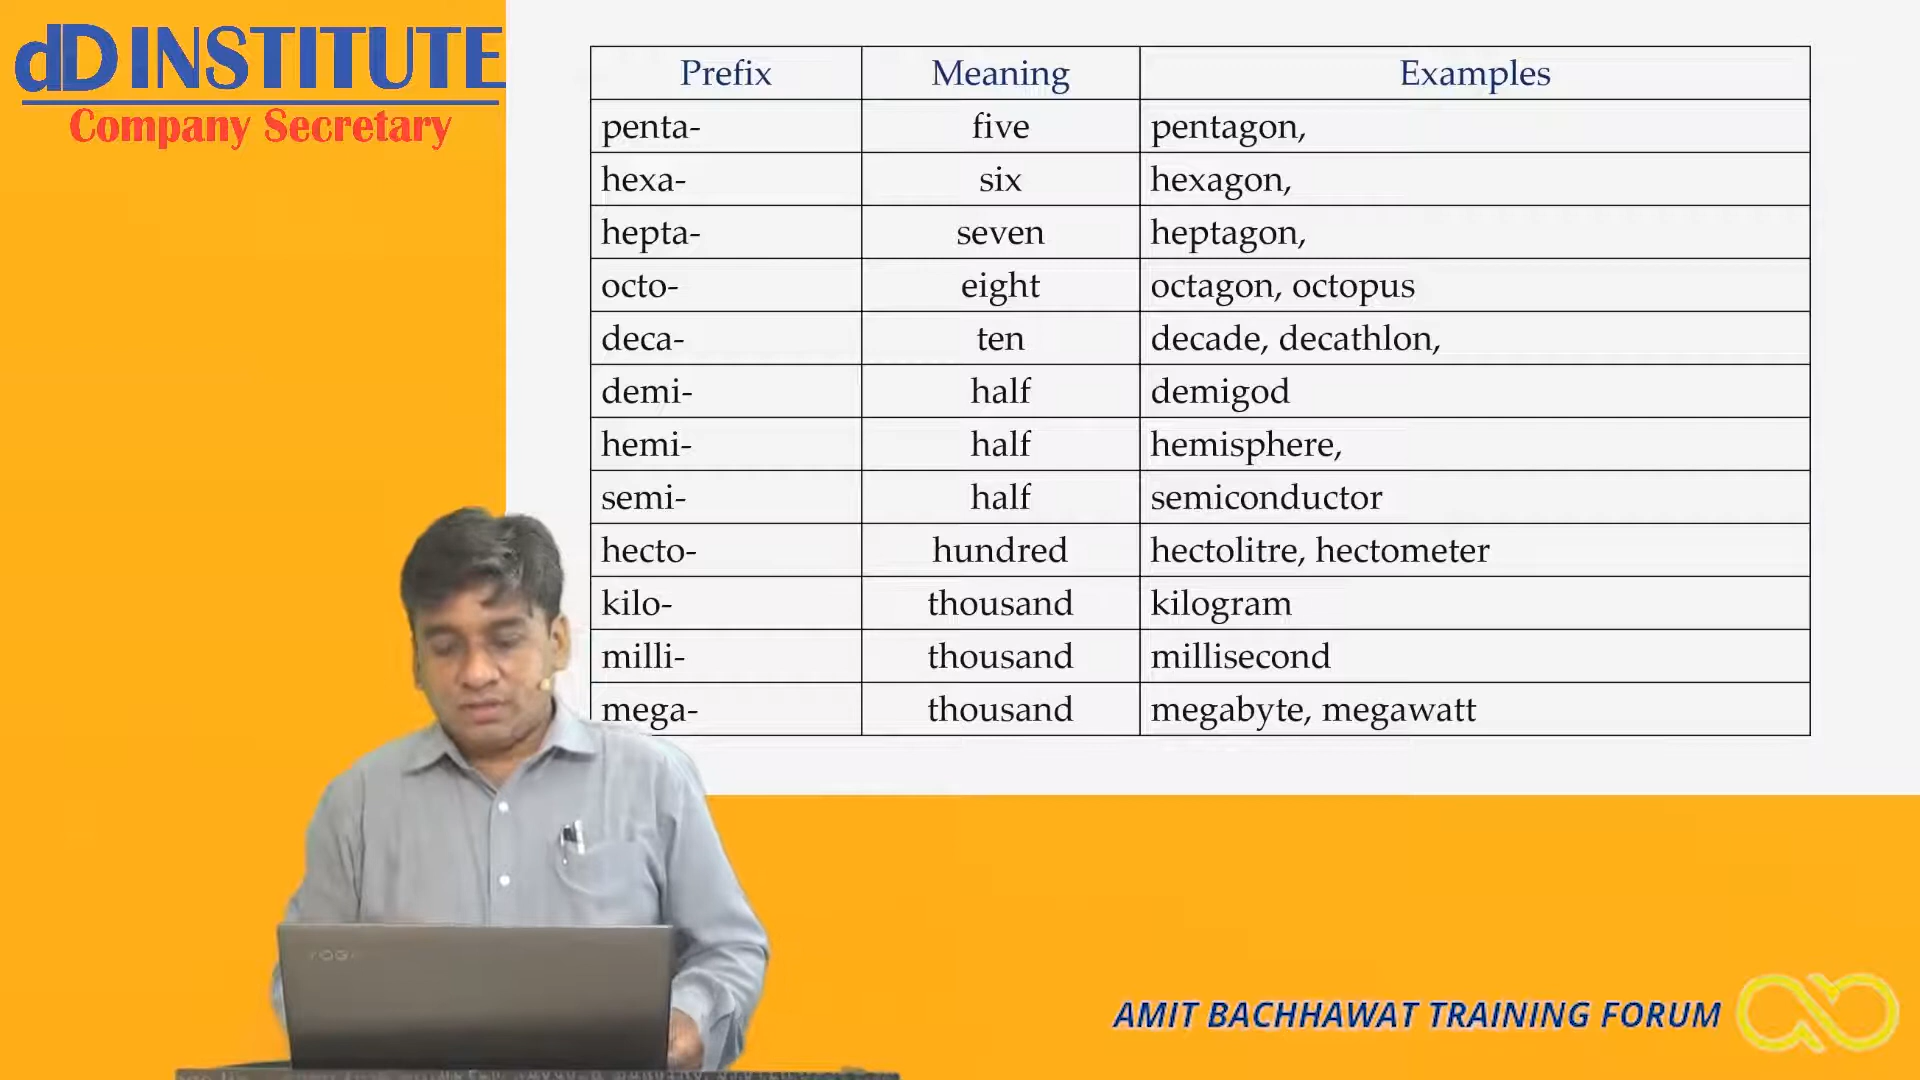 dD INSTITUTE
Company Secretary
Prefix Meaning Examples
penta- five pentagon,
hexa- six hexagon,
hepta- seven heptagon,
octo- eight octagon, octopus
deca- ten decade, decathlon,
demi- half demigod
hemi- half hemisphere,
semi- half semiconductor
hecto- hundred hectolitre, hectometer
kilo- thousand kilogram
milli- thousand millisecond
mega- thousand megabyte, megawatt
YOGA
AMIT BACHHAWAT TRAINING FORUM